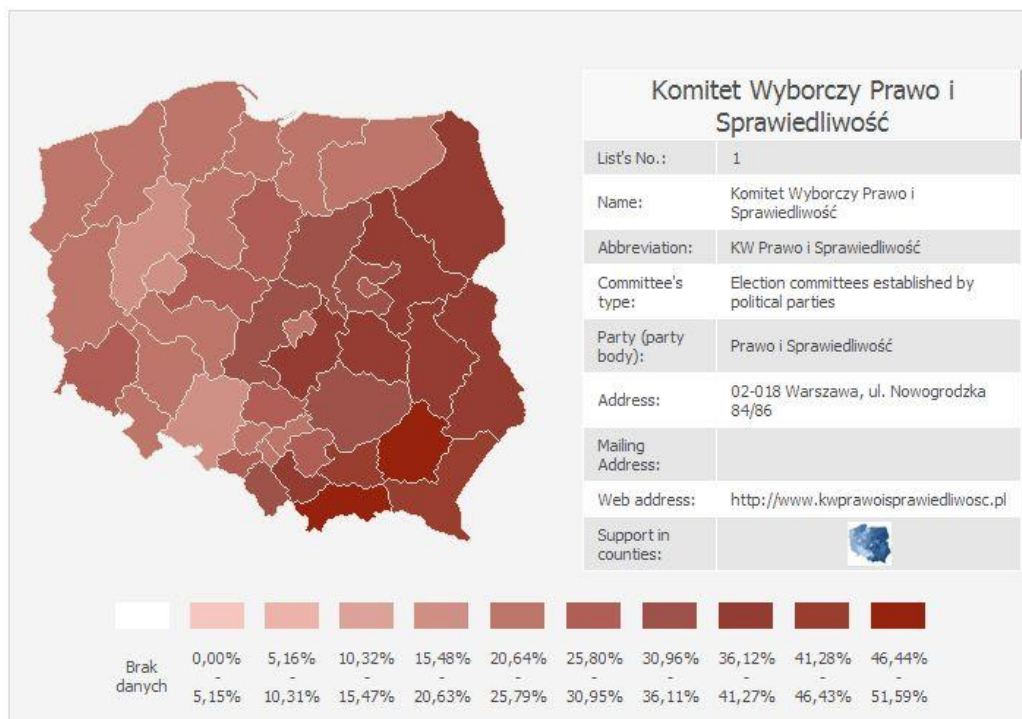 Komitet Wyborczy Prawo i
Sprawiedliwość
List's No.: 1
Name: Komitet Wyborczy Prawo i
Sprawiedliwość
Abbreviation: KW Prawo i Sprawiedliwość
Committee's
type:
Election committees established by
political parties
Party (party
body):
Prawo i Sprawiedliwość
Address: 02-018 Warszawa, ul. Nowogrodzka
84/86
Mailing
Address:
Web address: http://www.kwprawoisprawiedliwosc.pl
Support in
counties:
Brak
danych
0,00%
-
5,15%
5,16%
-
10,31%
10,32%
-
15,47%
15,48%
-
20,63%
20,64%
-
25,79%
25,80%
-
30,95%
30,96%
-
36,11%
36,12%
-
41,27%
41,28%
-
46,43%
46,44%
-
51,59%